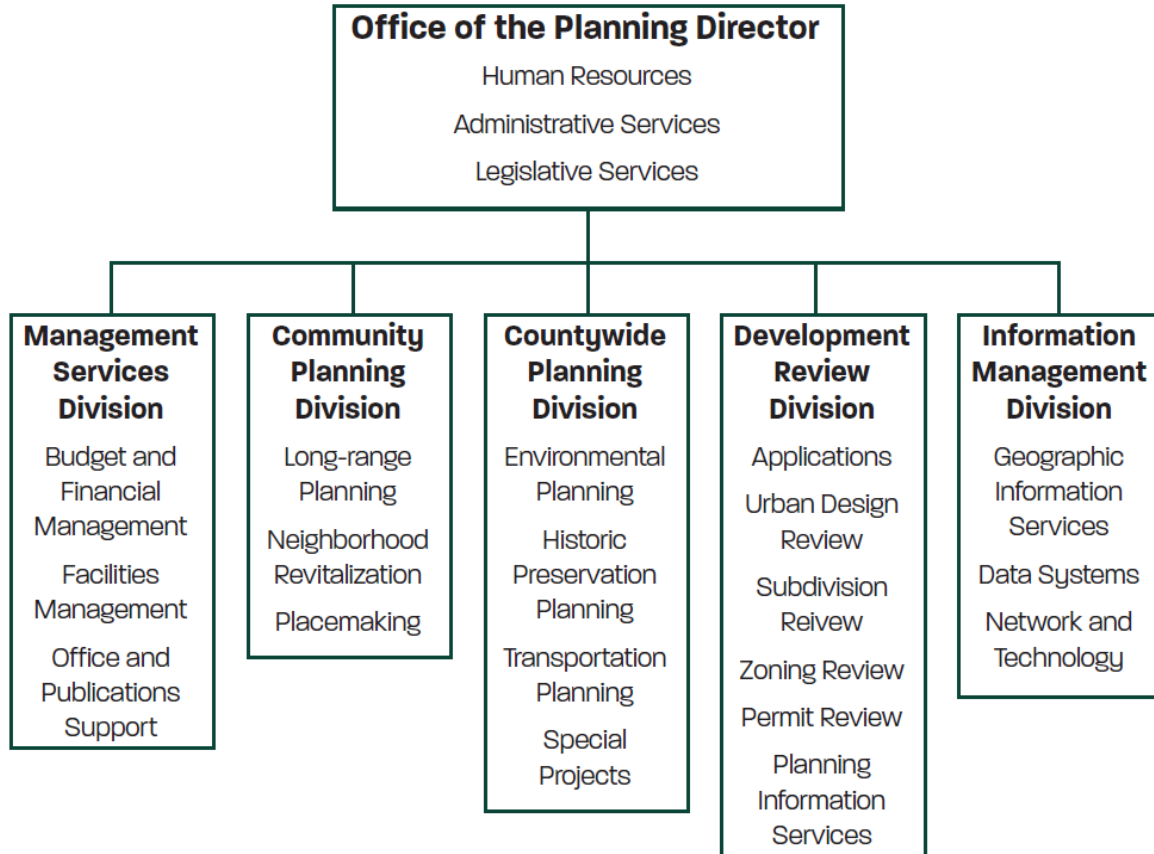 Office of the Planning Director
Human Resources
Administrative Services
Legislative Services
Management
Services
Division
Budget and
Financial
Management
Facilities
Management
Office and
Publications
Support
Community
Planning
Division
Long-range
Planning
Neighborhood
Revitalization
Placemaking
Countywide
Planning
Division
Environmental
Planning
Historic
Preservation
Planning
Transportation
Planning
Special
Projects
Development
Review
Division
Applications
Urban Design
Review
Subdivision
Reivew
Zoning Review
Permit Review
Planning
Information
Services
Information
Management
Division
Geographic
Information
Services
Data Systems
Network and
Technology